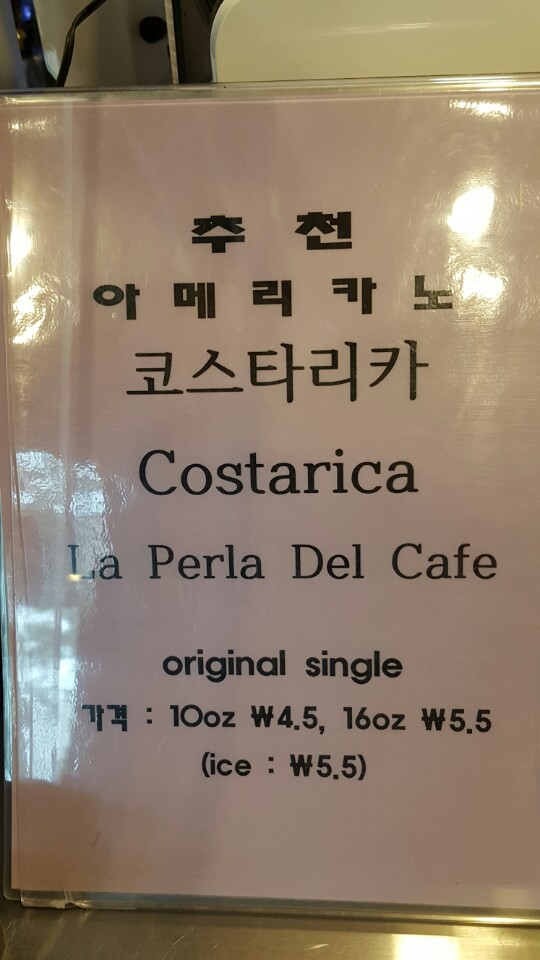 추 천
아 메 리 카 노
코스타리카
Costarica
La Perla Del Cafe
original single
가격 : 10oz ₩4.5, 16oz ₩5.5
(ice : ₩5.5)